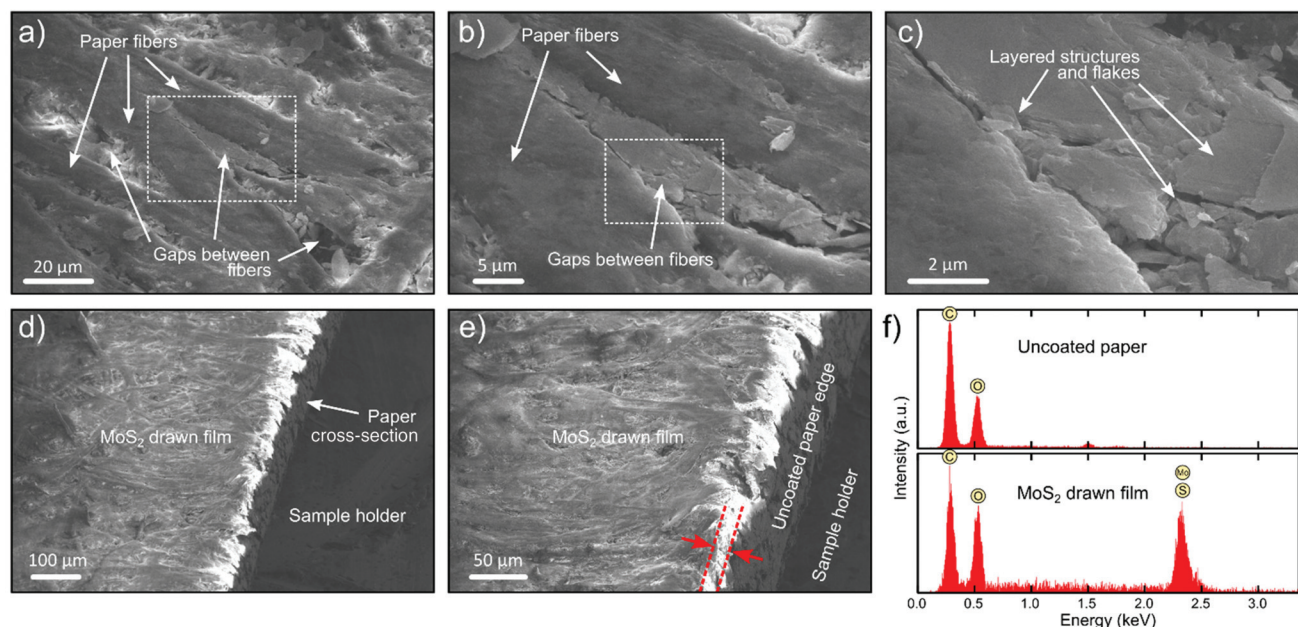 a)
Paper fibers
Gaps between
fibers
20 μm
b)
Paper fibers
Gaps between fibers
5 μm
c)
Layered structures
and flakes
2 μm
d)
MoS₂ drawn film
Paper
cross-section
Sample holder
100 μm
e)
MoS₂ drawn film
Uncoated paper edge
Sample holder
50 μm
f)
C
O
Uncoated paper
Intensity (a.u.)
C
O
Mo
S
MoS₂ drawn film
0.0 0.5 1.0 1.5 2.0 2.5 3.0
Energy (keV)